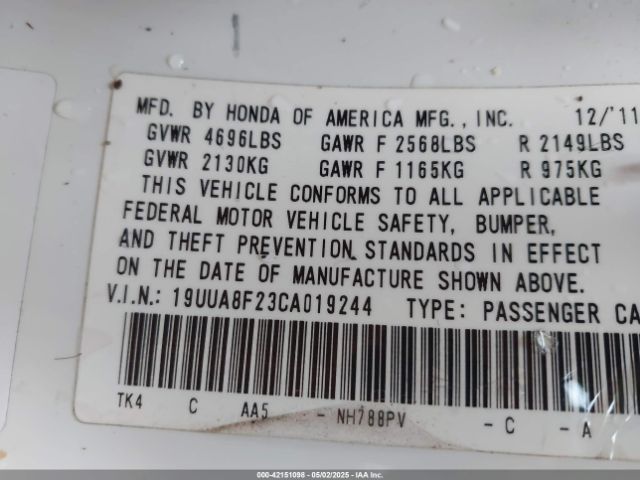 MFD. BY HONDA OF AMERICA MFG., INC. 12/'11
GVWR 4696LBS GAWR F 2568LBS R 2149LBS
GVWR 2130KG GAWR F 1165KG R 975KG
THIS VEHICLE CONFORMS TO ALL APPLICABLE
FEDERAL MOTOR VEHICLE SAFETY, BUMPER,
AND THEFT PREVENTION STANDARDS IN EFFECT
ON THE DATE OF MANUFACTURE SHOWN ABOVE.
V.I.N.: 19UUA8F23CA019244 TYPE: PASSENGER CA
TK4 C AA5 - NH788PV - C - A
000-42151098 - 05/02/2025 - IAAI.COM